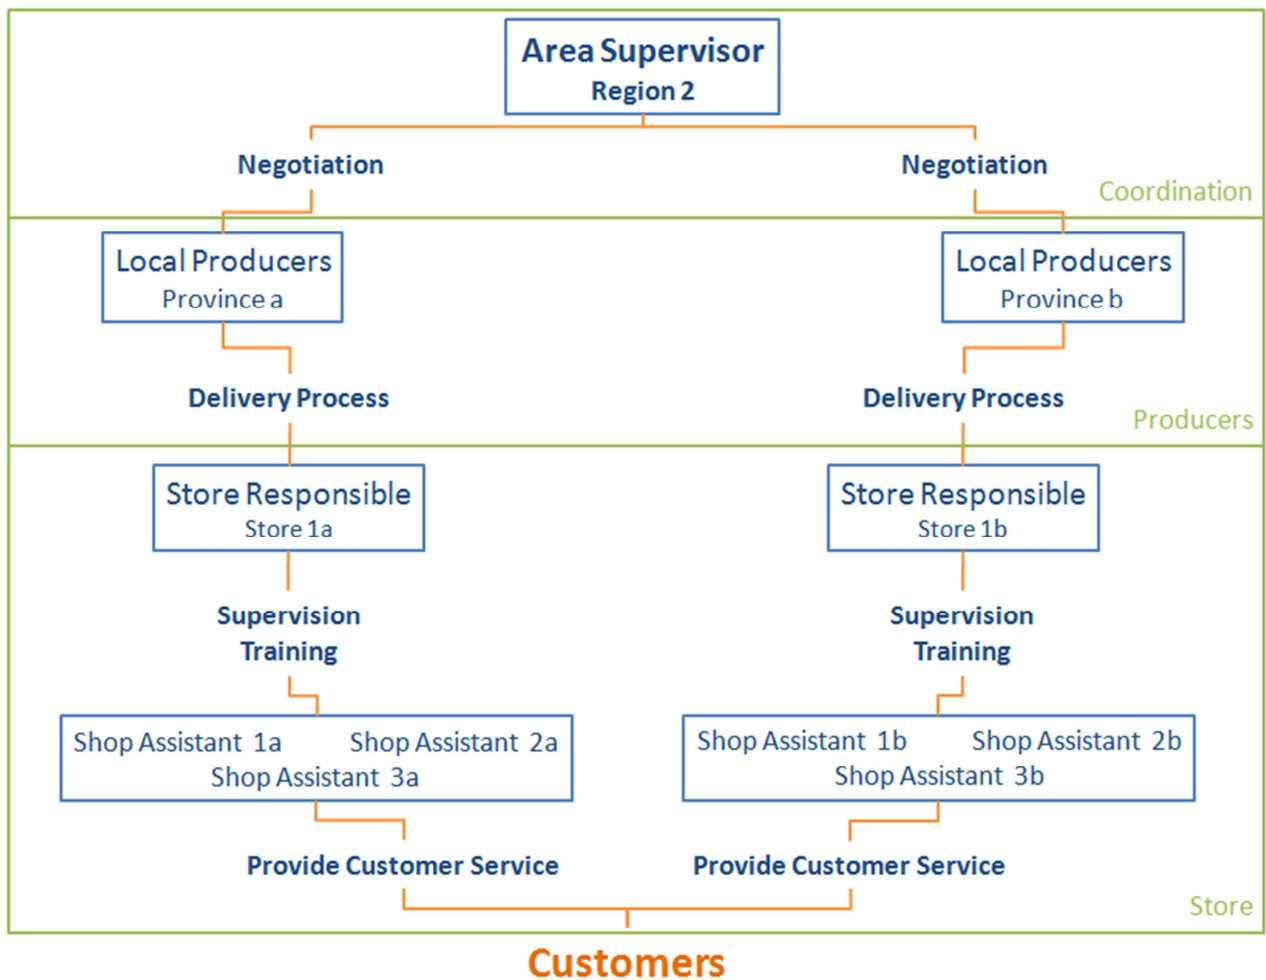 Area Supervisor
Region 2
Negotiation
Negotiation
Coordination
Local Producers
Province a
Local Producers
Province b
Delivery Process
Delivery Process
Producers
Store Responsible
Store 1a
Store Responsible
Store 1b
Supervision
Training
Supervision
Training
Shop Assistant 1a Shop Assistant 2a
Shop Assistant 3a
Shop Assistant 1b Shop Assistant 2b
Shop Assistant 3b
Provide Customer Service
Provide Customer Service
Store
Customers